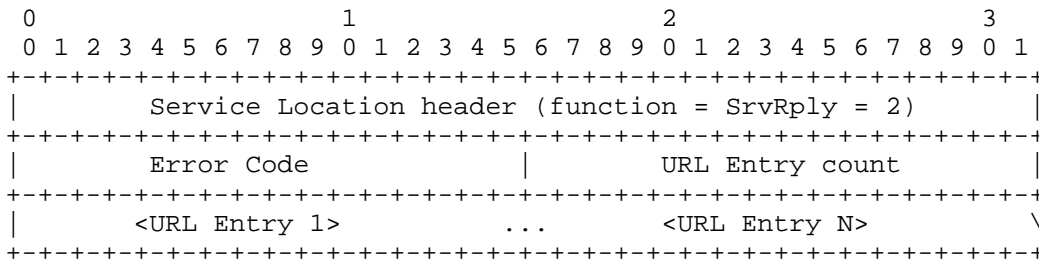 0                   1                   2                   3
 0 1 2 3 4 5 6 7 8 9 0 1 2 3 4 5 6 7 8 9 0 1 2 3 4 5 6 7 8 9 0 1
+-+-+-+-+-+-+-+-+-+-+-+-+-+-+-+-+-+-+-+-+-+-+-+-+-+-+-+-+-+-+-+-+
|        Service Location header (function = SrvRply = 2)       |
+-+-+-+-+-+-+-+-+-+-+-+-+-+-+-+-+-+-+-+-+-+-+-+-+-+-+-+-+-+-+-+-+
|        Error Code             |        URL Entry count        |
+-+-+-+-+-+-+-+-+-+-+-+-+-+-+-+-+-+-+-+-+-+-+-+-+-+-+-+-+-+-+-+-+
|       <URL Entry 1>          ...         <URL Entry N>         \
+-+-+-+-+-+-+-+-+-+-+-+-+-+-+-+-+-+-+-+-+-+-+-+-+-+-+-+-+-+-+-+-+